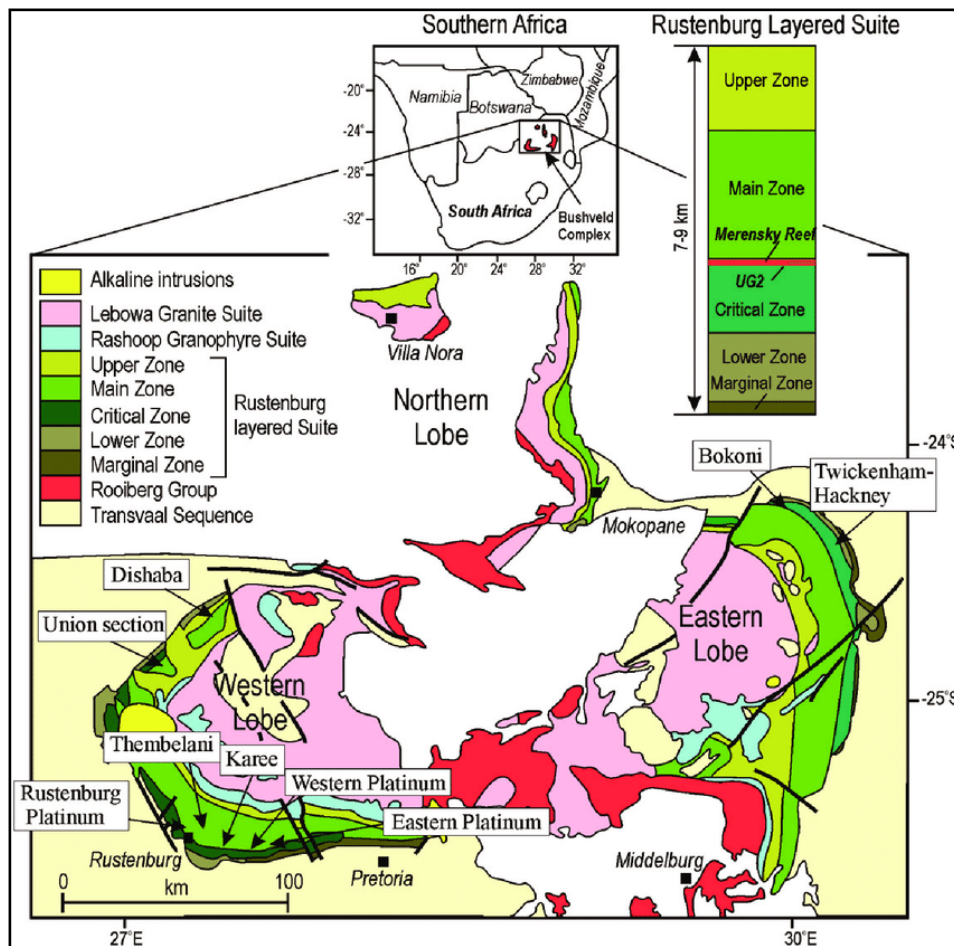 Southern Africa
Rustenburg Layered Suite
-20°
-24°
-28°
-32°
16°
20°
24°
28°
32°
Namibia
Botswana
Zimbabwe
Mozambique
South Africa
Bushveld
Complex
7-9 km
Upper Zone
Main Zone
Merensky Reef
UG2
Critical Zone
Lower Zone
Marginal Zone
Alkaline intrusions
Lebowa Granite Suite
Rashoop Granophyre Suite
Upper Zone
Main Zone
Critical Zone
Lower Zone
Marginal Zone
Rustenburg
layered Suite
Rooiberg Group
Transvaal Sequence
Villa Nora
Northern
Lobe
Mokopane
Bokoni
Twickenham-
Hackney
-24°S
-25°S
Dishaba
Union section
Western
Lobe
Eastern
Lobe
Thembelani
Karee
Western Platinum
Eastern Platinum
Rustenburg
Platinum
Rustenburg
Pretoria
Middelburg
0
km
100
27°E
30°E